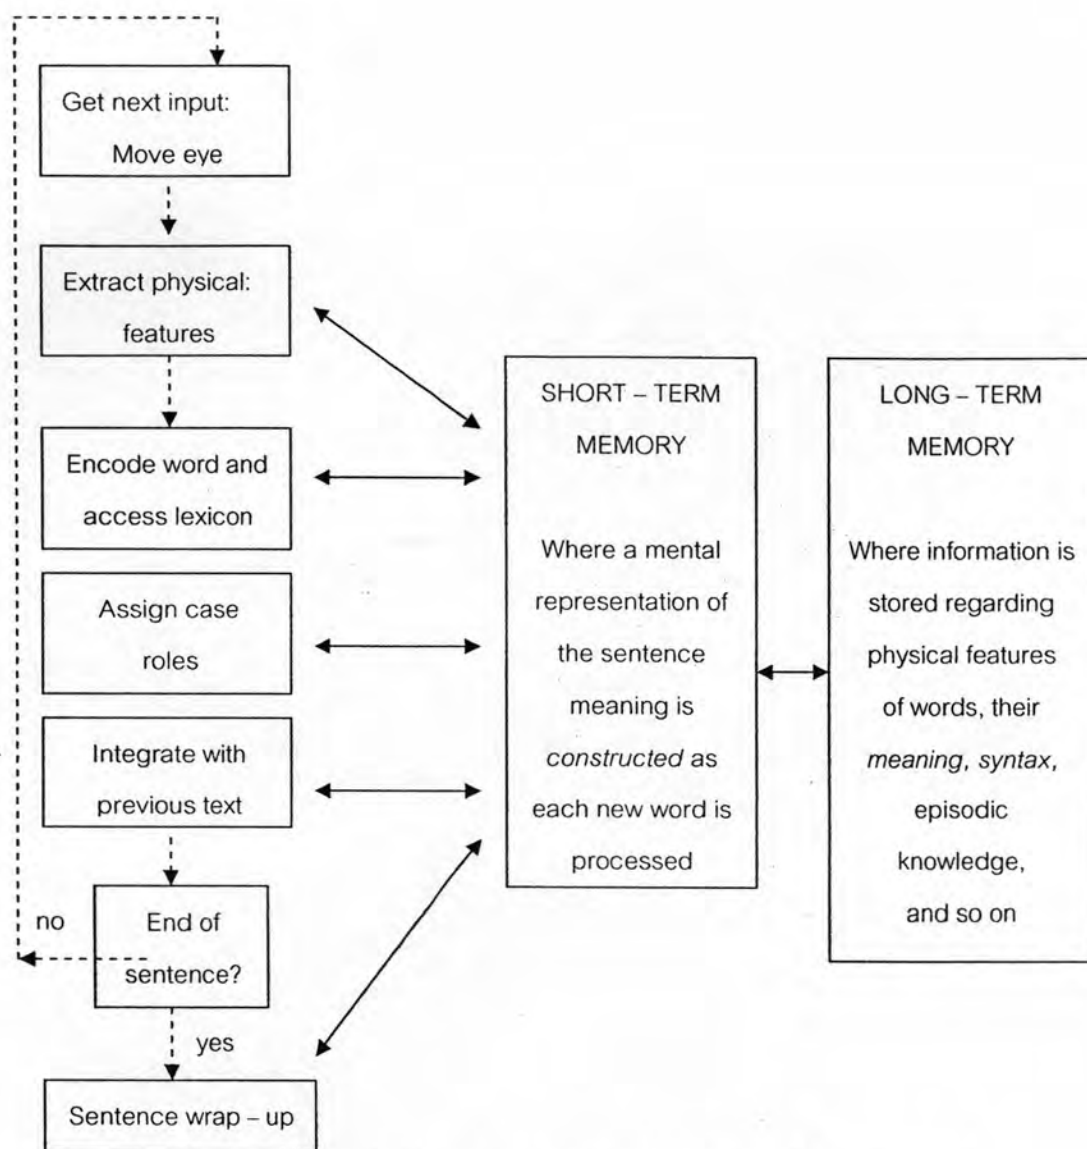 Get next input:
Move eye
Extract physical:
features
Encode word and
access lexicon
Assign case
roles
Integrate with
previous text
no
End of
sentence?
yes
Sentence wrap – up
SHORT – TERM
MEMORY
Where a mental
representation of
the sentence
meaning is
constructed as
each new word is
processed
LONG – TERM
MEMORY
Where information is
stored regarding
physical features
of words, their
meaning, syntax,
episodic
knowledge,
and so on